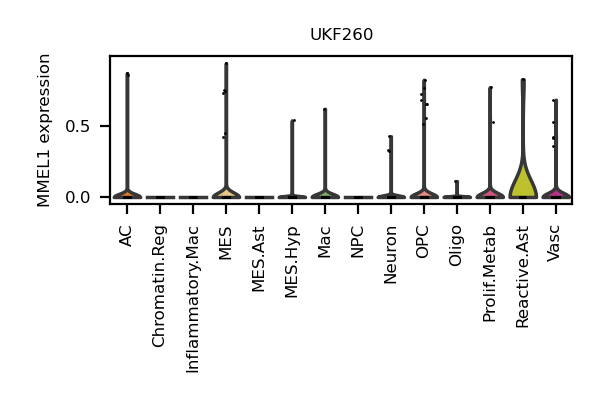 UKF260
MMEL1 expression
0.5
0.0
AC
Chromatin.Reg
Inflammatory.Mac
MES
MES.Ast
MES.Hyp
Mac
NPC
Neuron
OPC
Oligo
Prolif.Metab
Reactive.Ast
Vasc